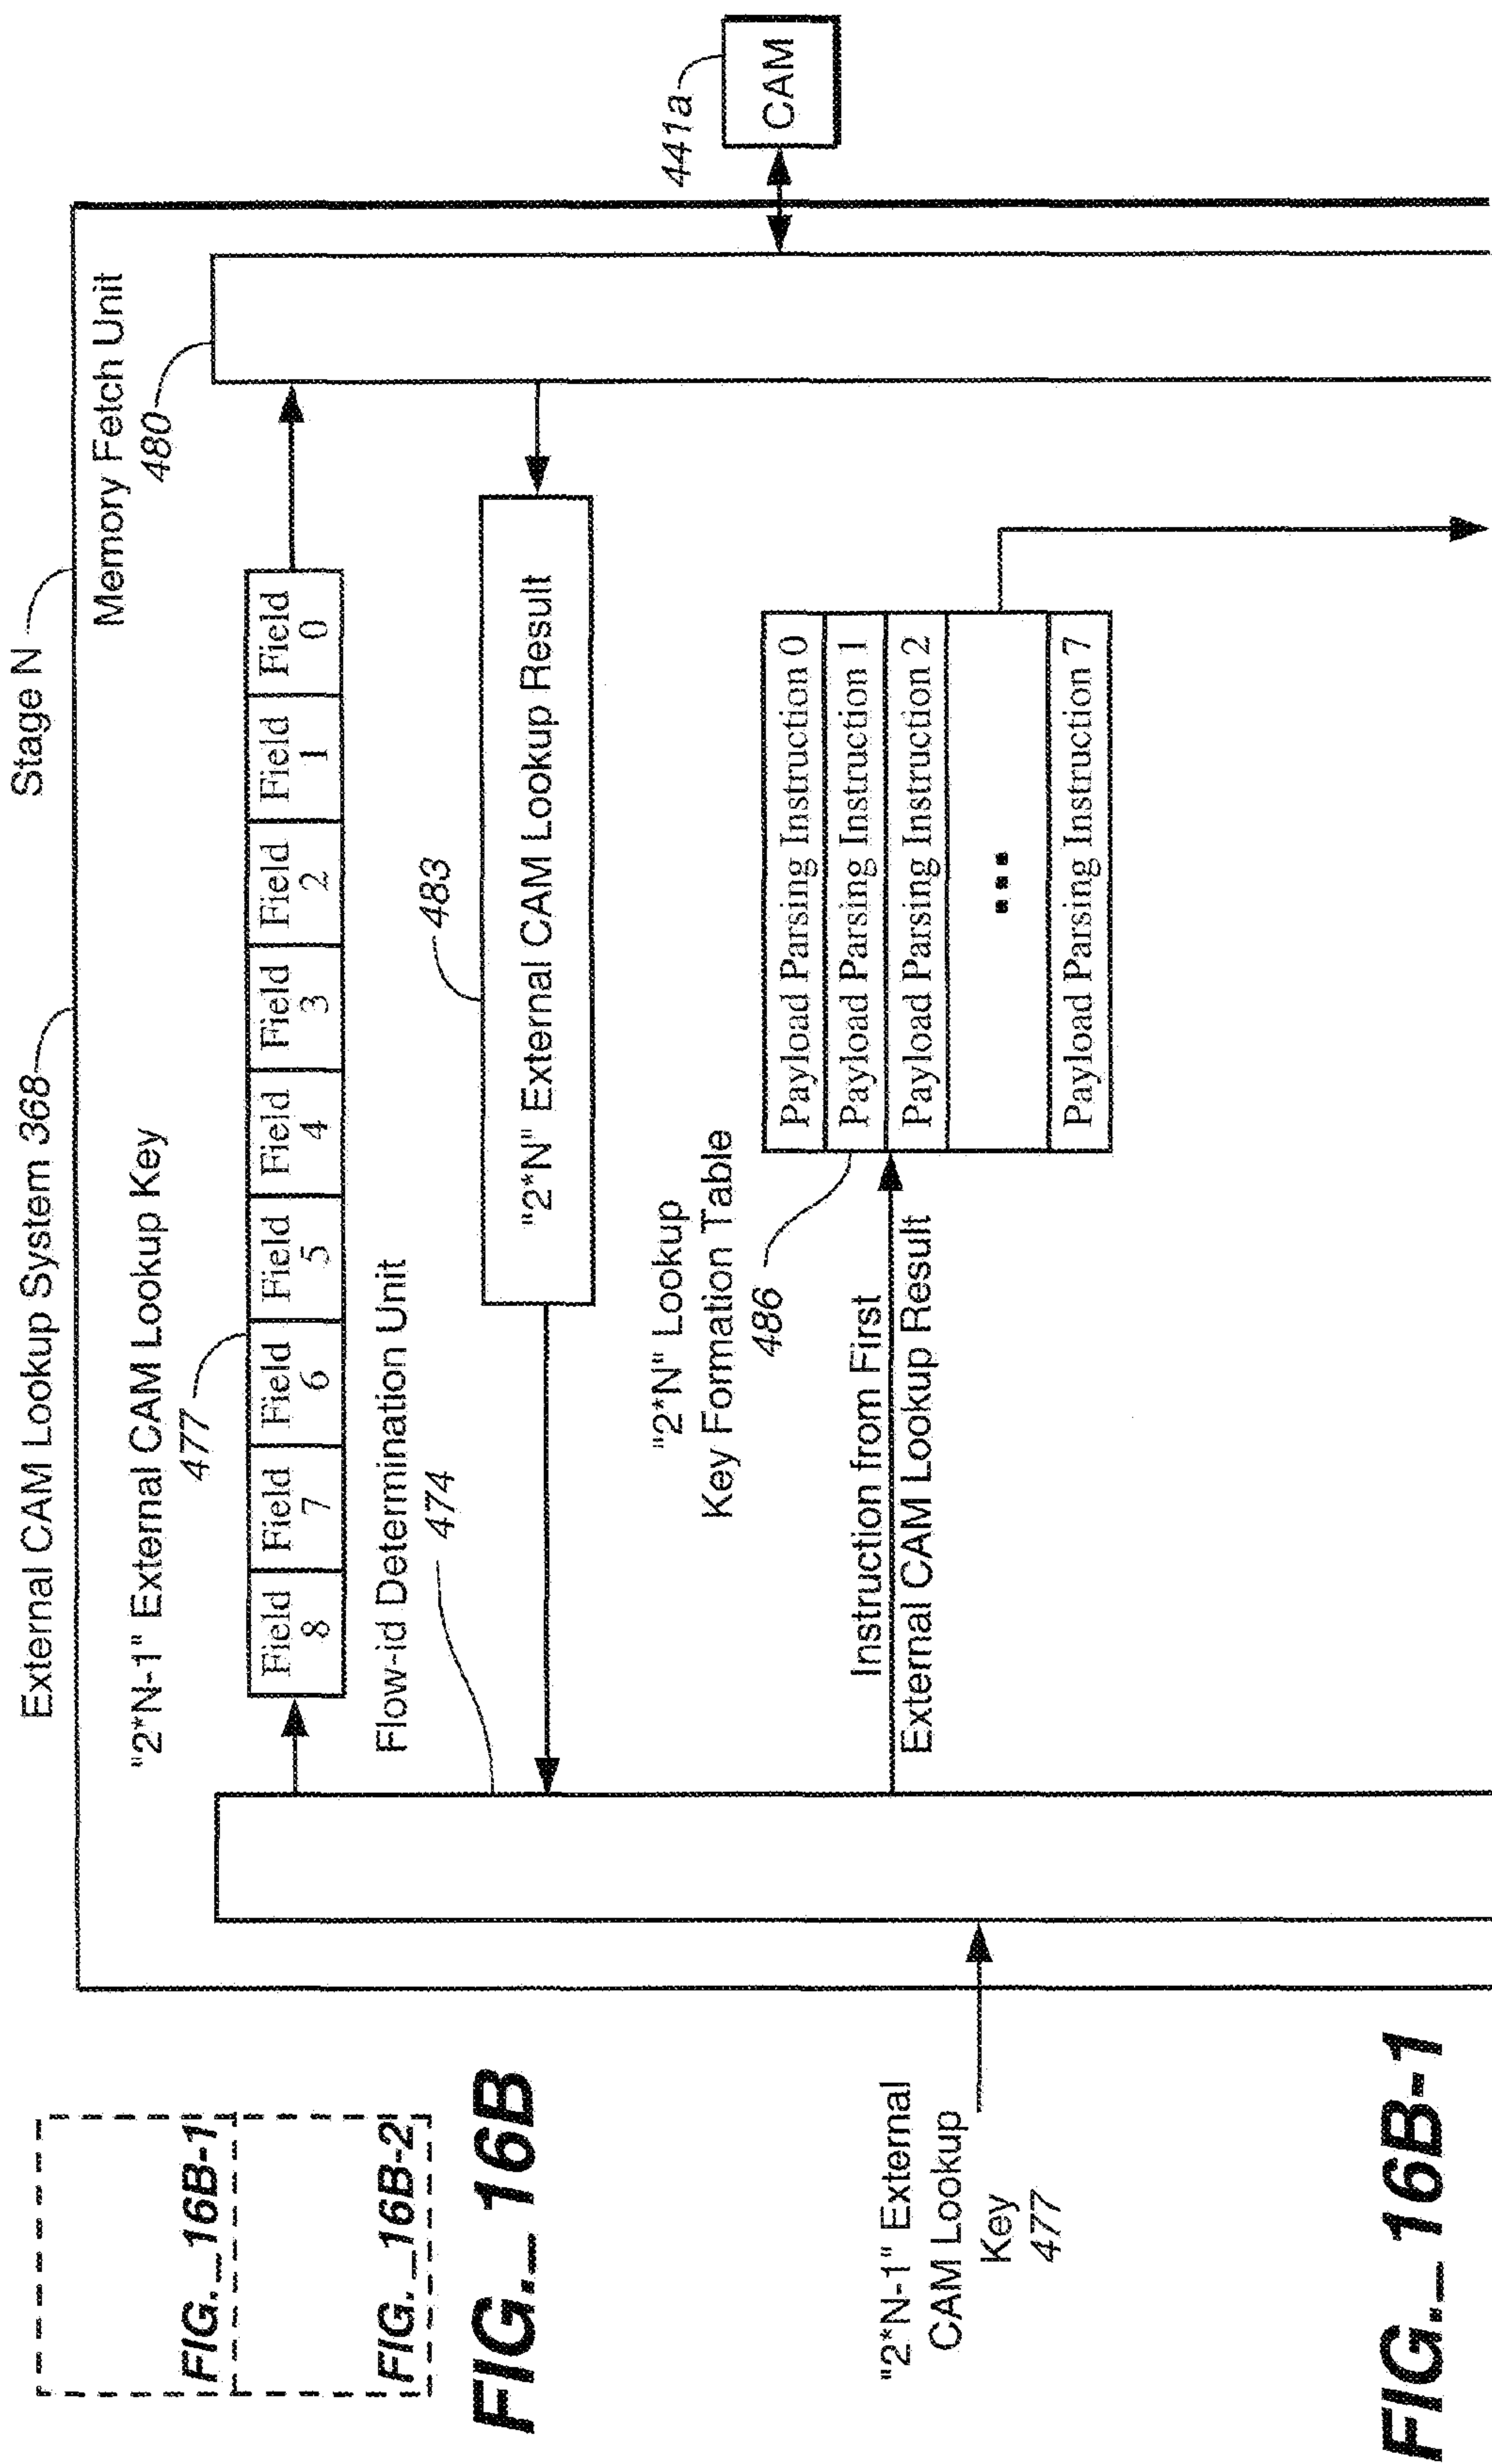 External CAM Lookup System 368
Stage N
"2*N-1" External CAM Lookup Key
477
Memory Fetch Unit
480
Field 8
Field 7
Field 6
Field 5
Field 4
Field 3
Field 2
Field 1
Field 0
Flow-id Determination Unit
474
483
"2*N" External CAM Lookup Result
441a
CAM
"2*N" Lookup
Key Formation Table
486
Payload Parsing Instruction 0
Payload Parsing Instruction 1
Payload Parsing Instruction 2
...
Payload Parsing Instruction 7
Instruction from First
External CAM Lookup Result
"2*N-1" External
CAM Lookup
Key
477
FIG._16B-1
FIG._16B-2
FIG._16B
FIG._16B-1